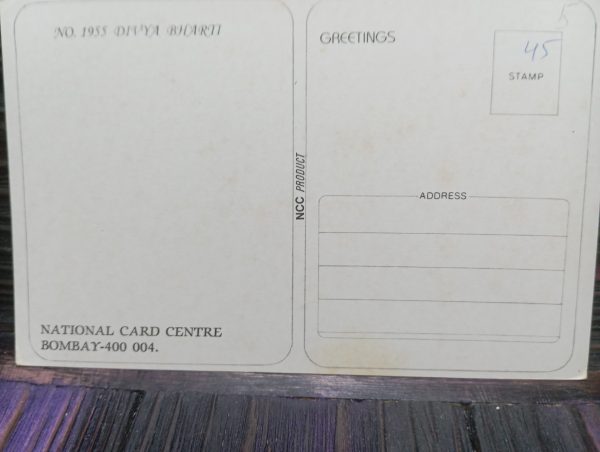 NO. 1955 DIVYA BHARTI
NATIONAL CARD CENTRE
BOMBAY-400 004.
NCC PRODUCT
GREETINGS
5
45
STAMP
ADDRESS